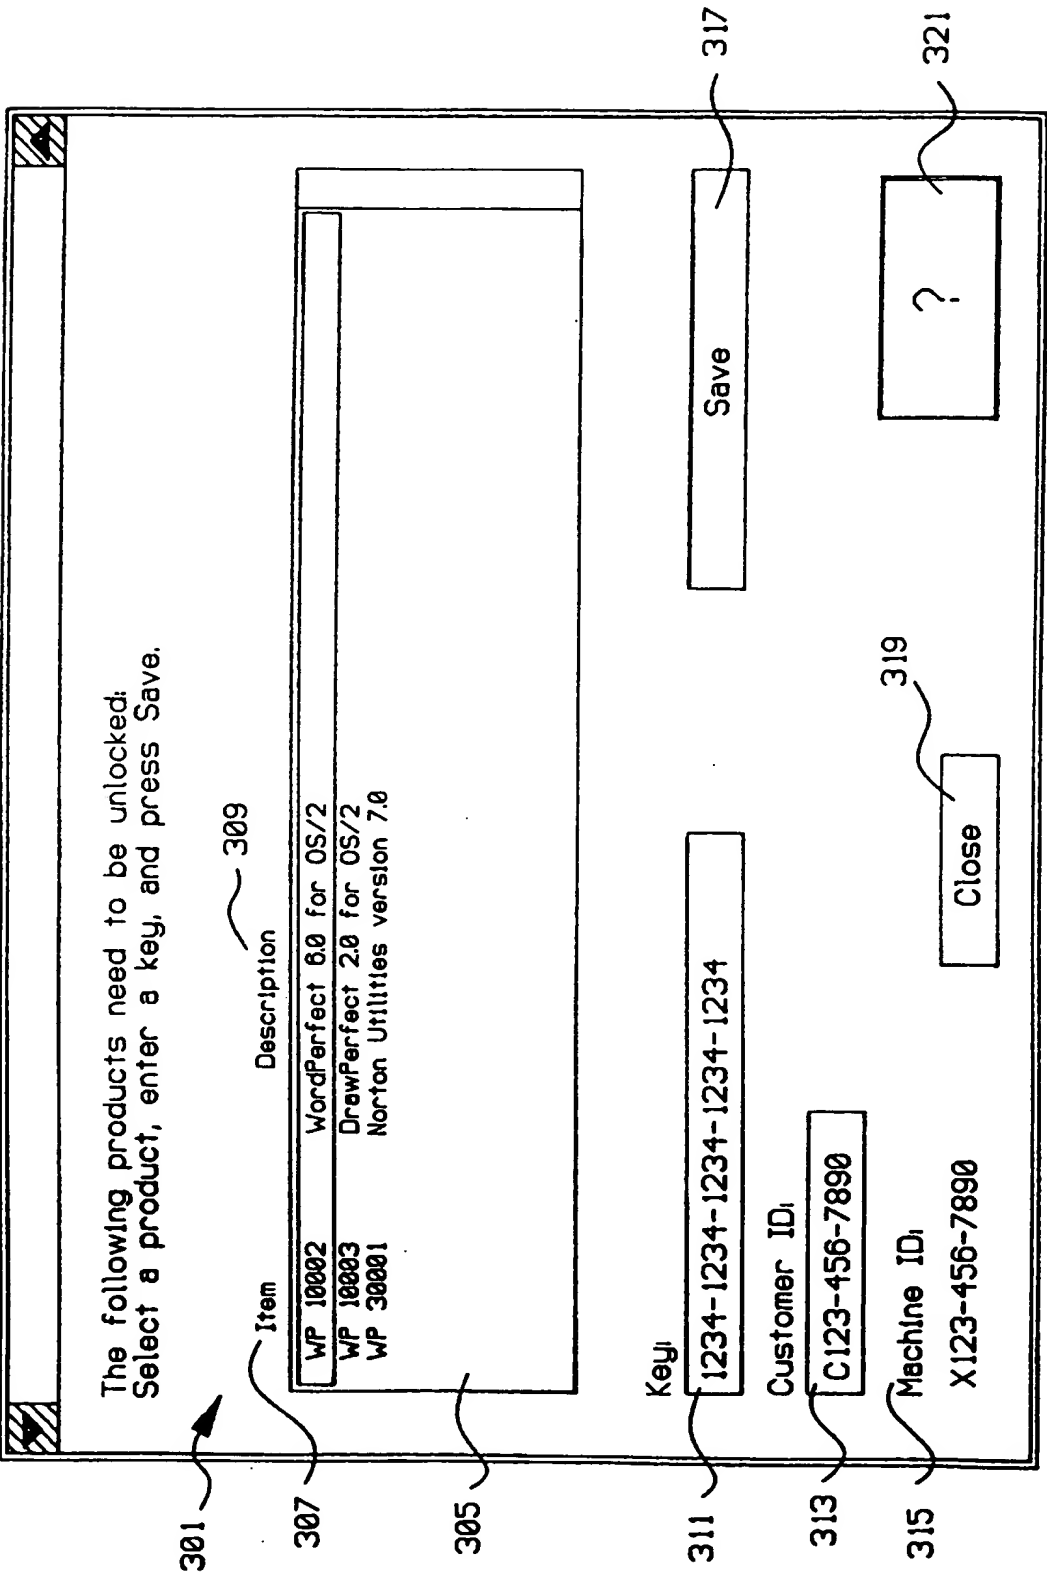 The following products need to be unlocked:
Select a product, enter a key, and press Save.
301
Item
Description
309
307
WP 10002 WordPerfect 6.0 for OS/2
WP 10003 DrawPerfect 2.0 for OS/2
WP 30001 Norton Utilities version 7.0
305
Key:
1234-1234-1234-1234-1234-1234
Save
311
317
Customer ID:
C123-456-7890
313
319
Machine ID:
X123-456-7890
315
Close
?
321